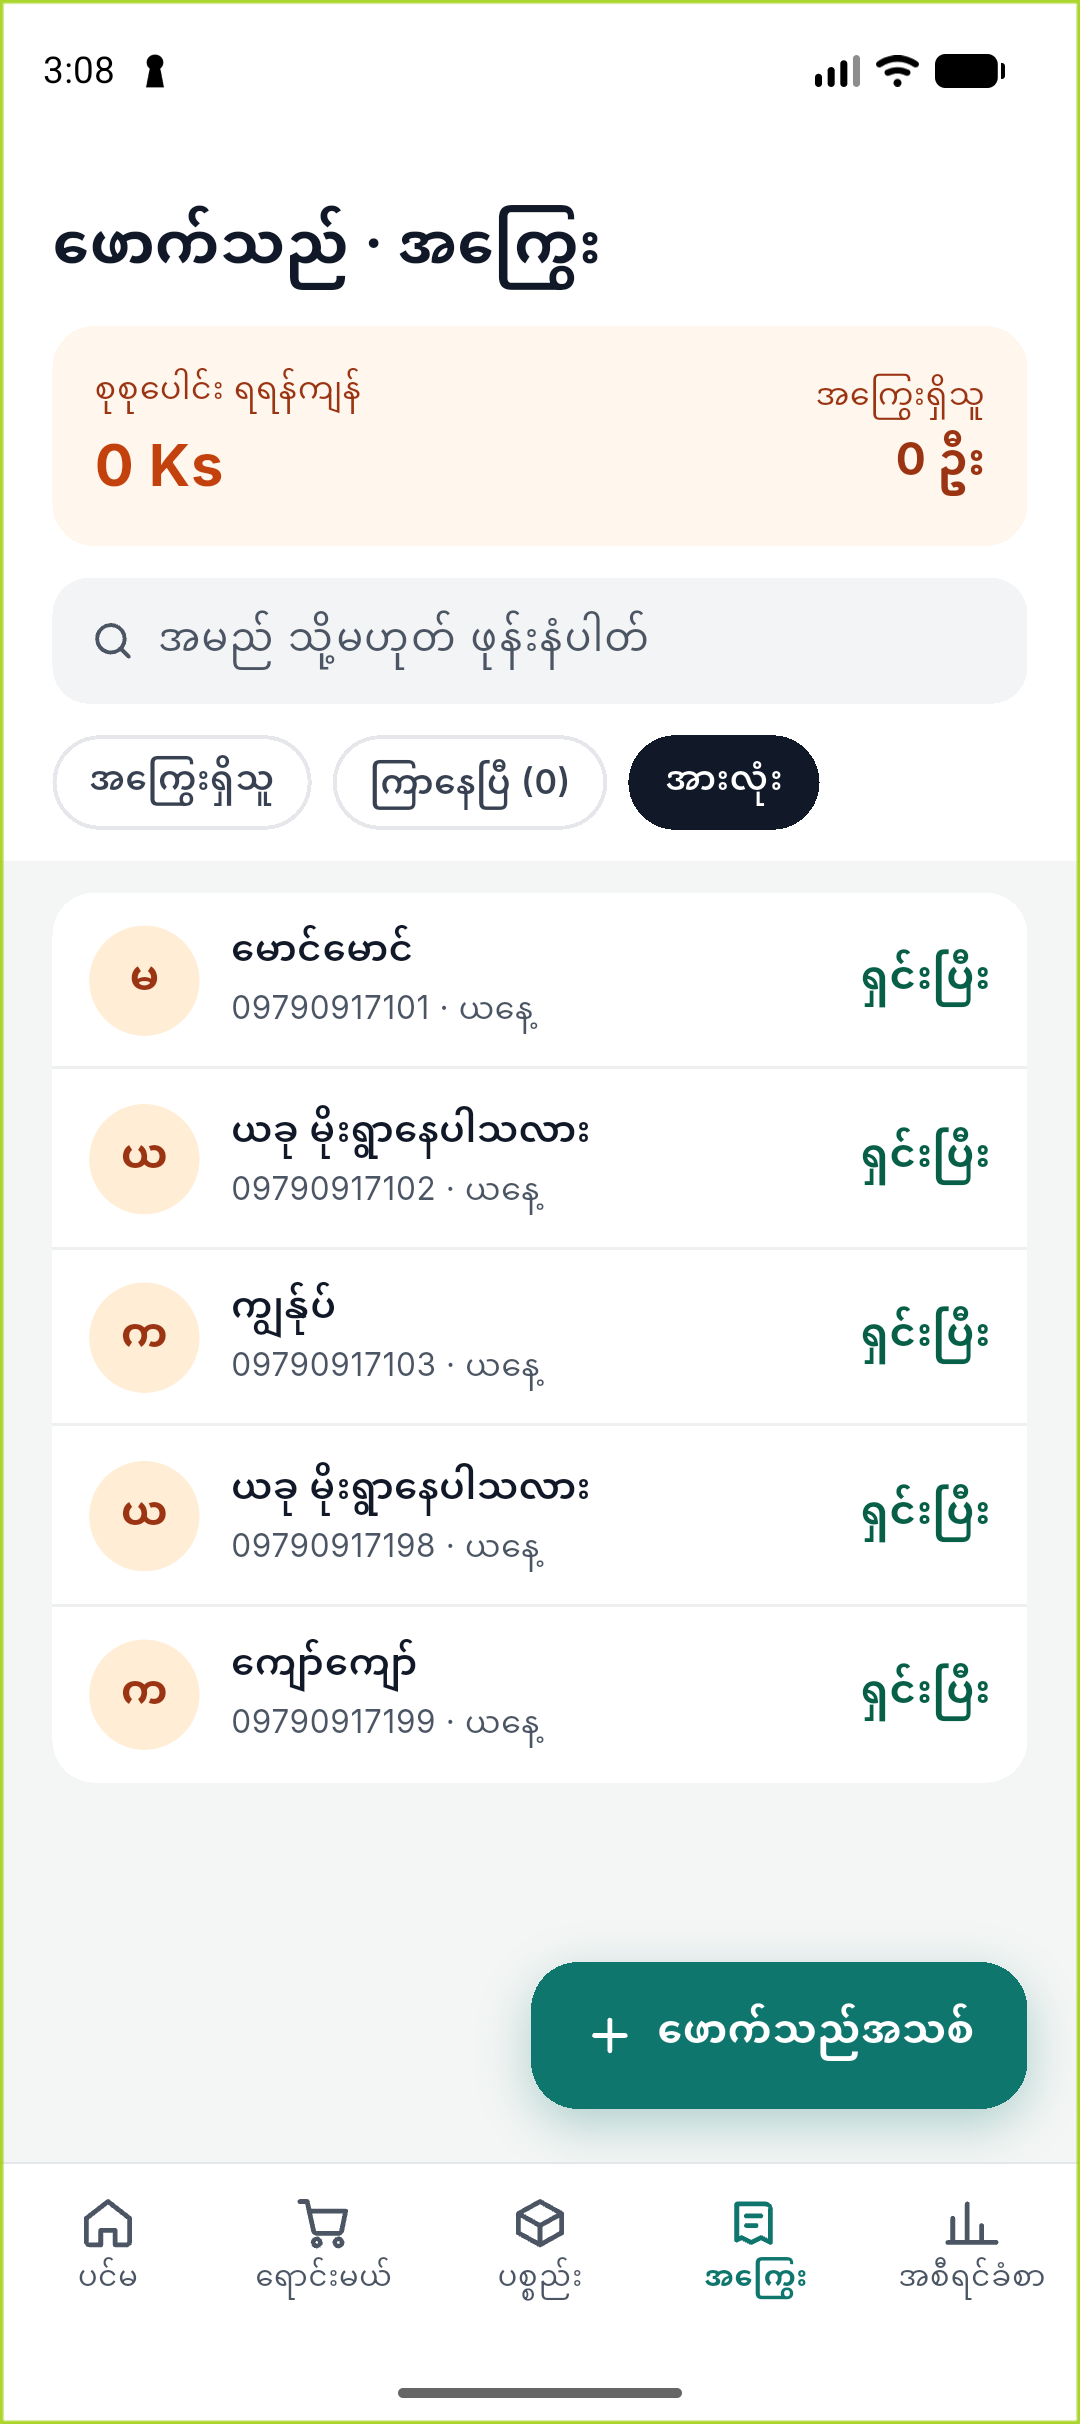 3:08
ဖောက်သည် · အကြွေး
စုစုပေါင်း ရရန်ကျန်
အကြွေးရှိသူ
0 Ks
0 ဦး
အမည် သို့မဟုတ် ဖုန်းနံပါတ်
အကြွေးရှိသူ
ကြာနေပြီ (0)
အားလုံး
မ
မောင်မောင်
09790917101 · ယနေ့
ရှင်းပြီး
ယ
ယခု မိုးရွာနေပါသလား
09790917102 · ယနေ့
ရှင်းပြီး
က
ကျွန်ုပ်
09790917103 · ယနေ့
ရှင်းပြီး
ယ
ယခု မိုးရွာနေပါသလား
09790917198 · ယနေ့
ရှင်းပြီး
က
ကျော်ကျော်
09790917199 · ယနေ့
ရှင်းပြီး
+ ဖောက်သည်အသစ်
ပင်မ
ရောင်းမယ်
ပစ္စည်း
အကြွေး
အစီရင်ခံစာ